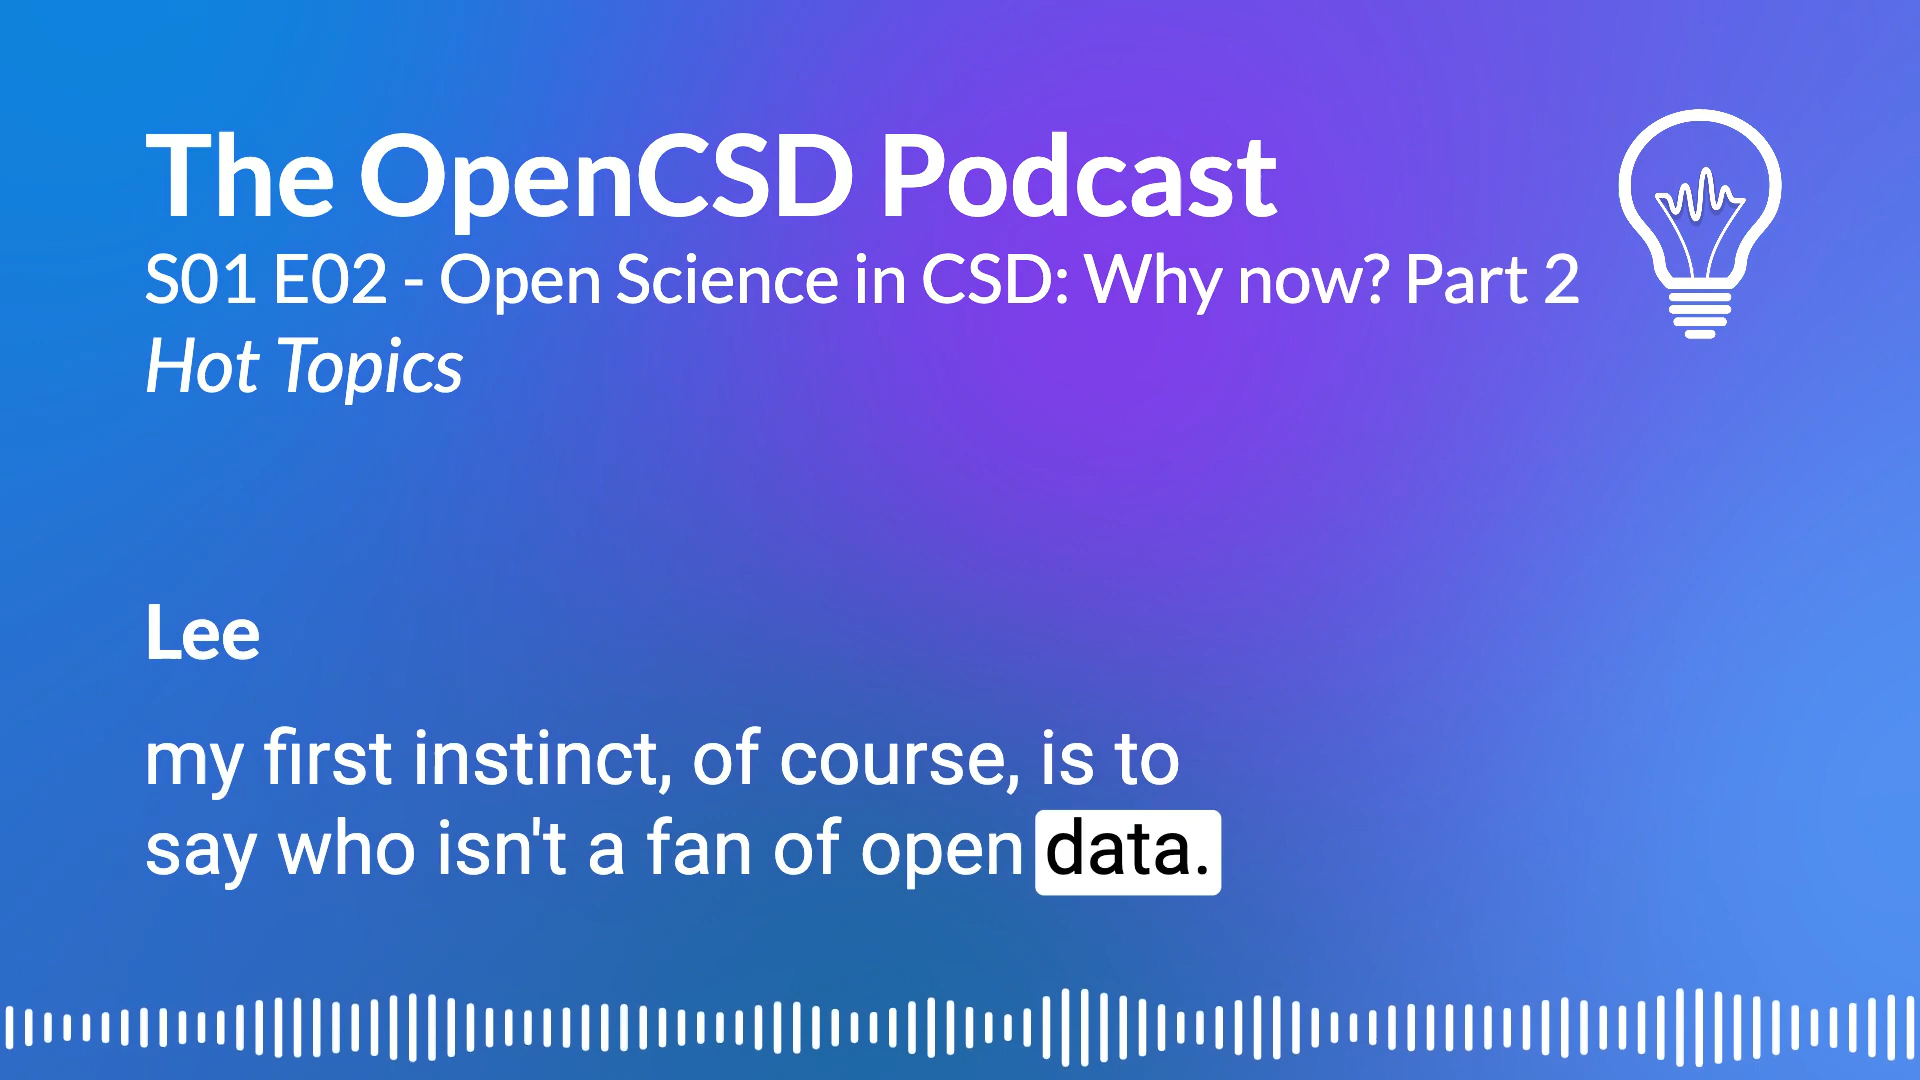 The OpenCSD Podcast
S01 E02 - Open Science in CSD: Why now? Part 2
Hot Topics
Lee
my first instinct, of course, is to
say who isn't a fan of open data.